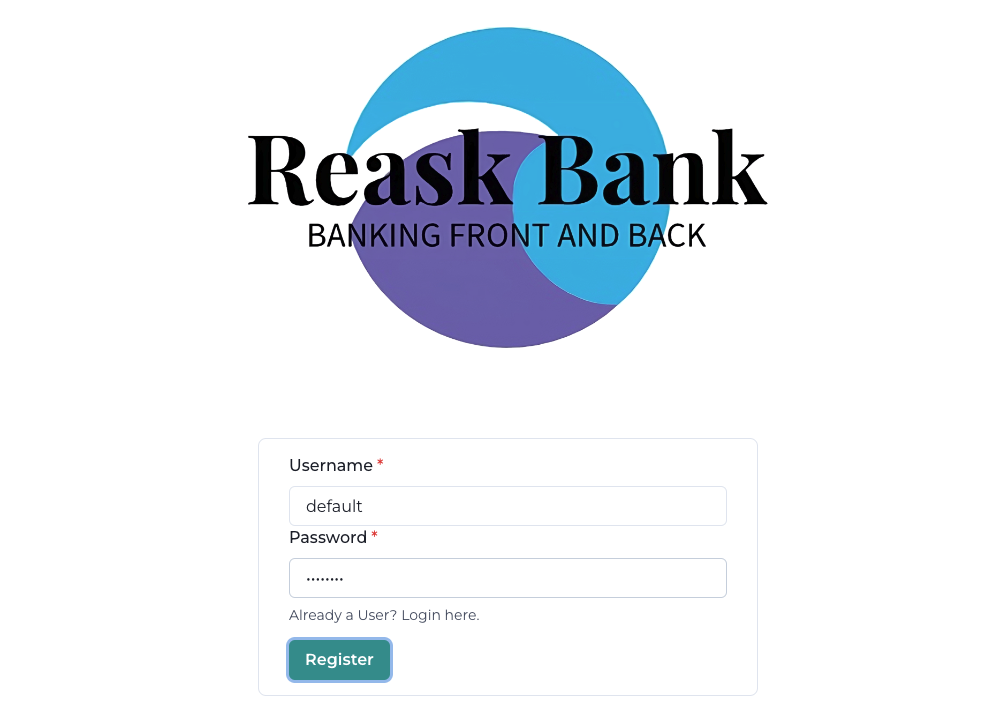 Reask Bank
BANKING FRONT AND BACK
Username *
default
Password *
········
Already a User? Login here.
Register